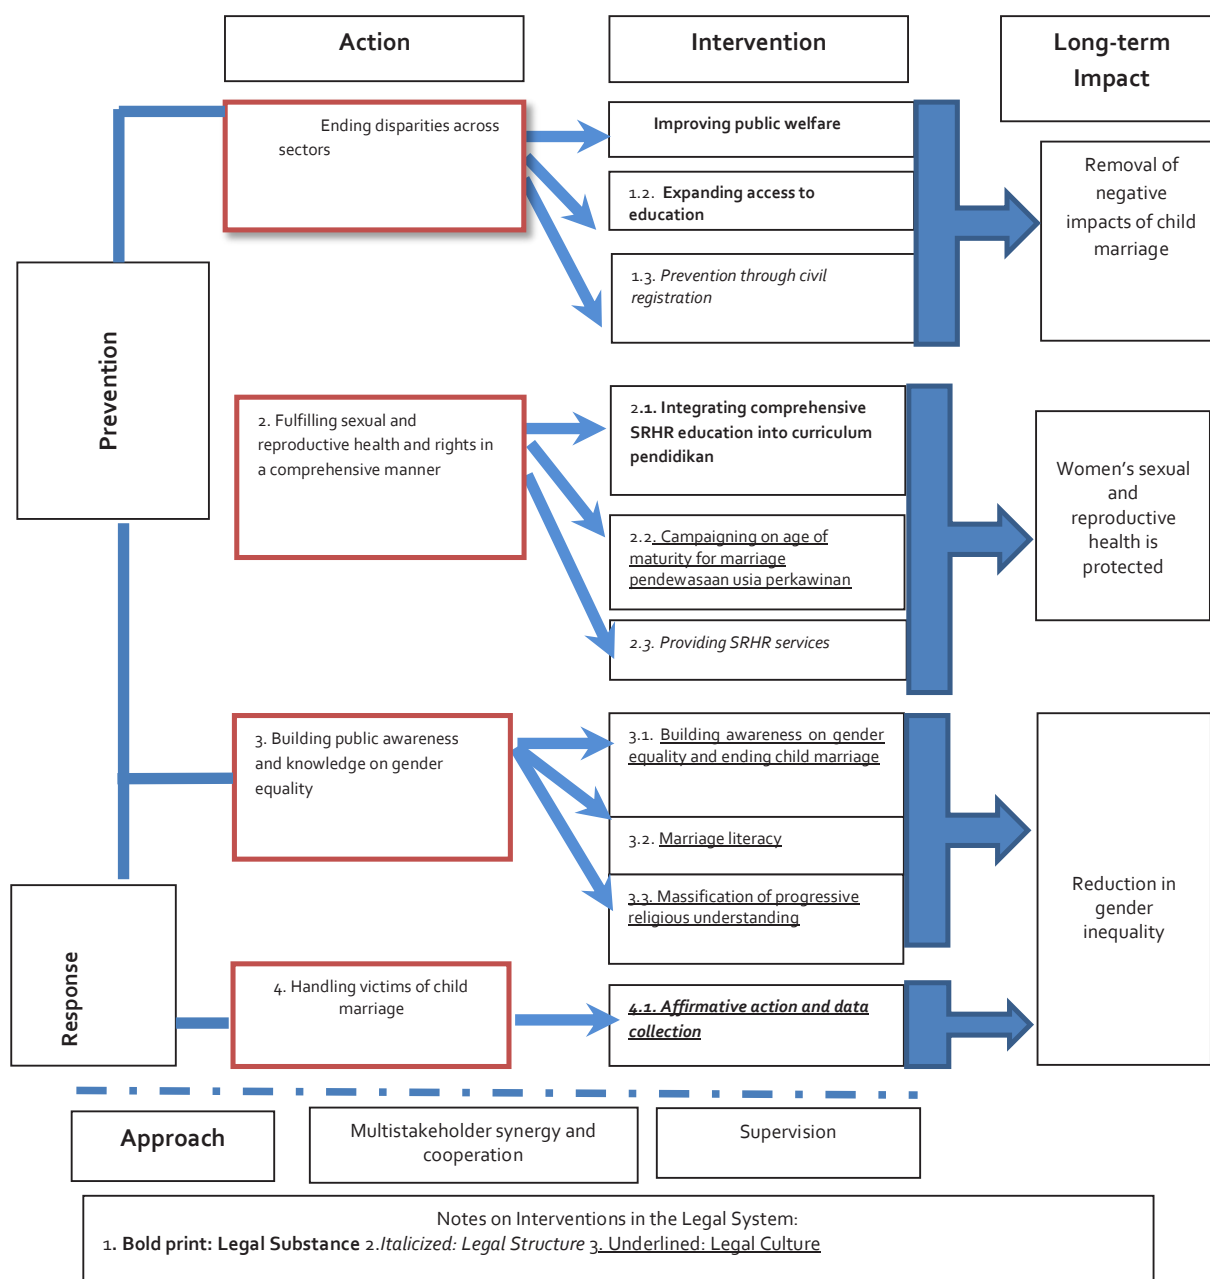 Action
Intervention
Long-term
Impact
Ending disparities across
sectors
Improving public welfare
1.2. Expanding access to
education
1.3. Prevention through civil
registration
Removal of
negative
impacts of child
marriage
Prevention
2. Fulfilling sexual and
reproductive health and rights in
a comprehensive manner
2.1. Integrating comprehensive
SRHR education into curriculum
pendidikan
2.2. Campaigning on age of
maturity for marriage
pendewasaan usia perkawinan
2.3. Providing SRHR services
Women’s sexual
and
reproductive
health is
protected
3. Building public awareness
and knowledge on gender
equality
3.1. Building awareness on gender
equality and ending child marriage
3.2. Marriage literacy
3.3. Massification of progressive
religious understanding
Reduction in
gender
inequality
Response
4. Handling victims of child
marriage
4.1. Affirmative action and data
collection
Approach
Multistakeholder synergy and
cooperation
Supervision
Notes on Interventions in the Legal System:
1. Bold print: Legal Substance 2.Italicized: Legal Structure 3. Underlined: Legal Culture